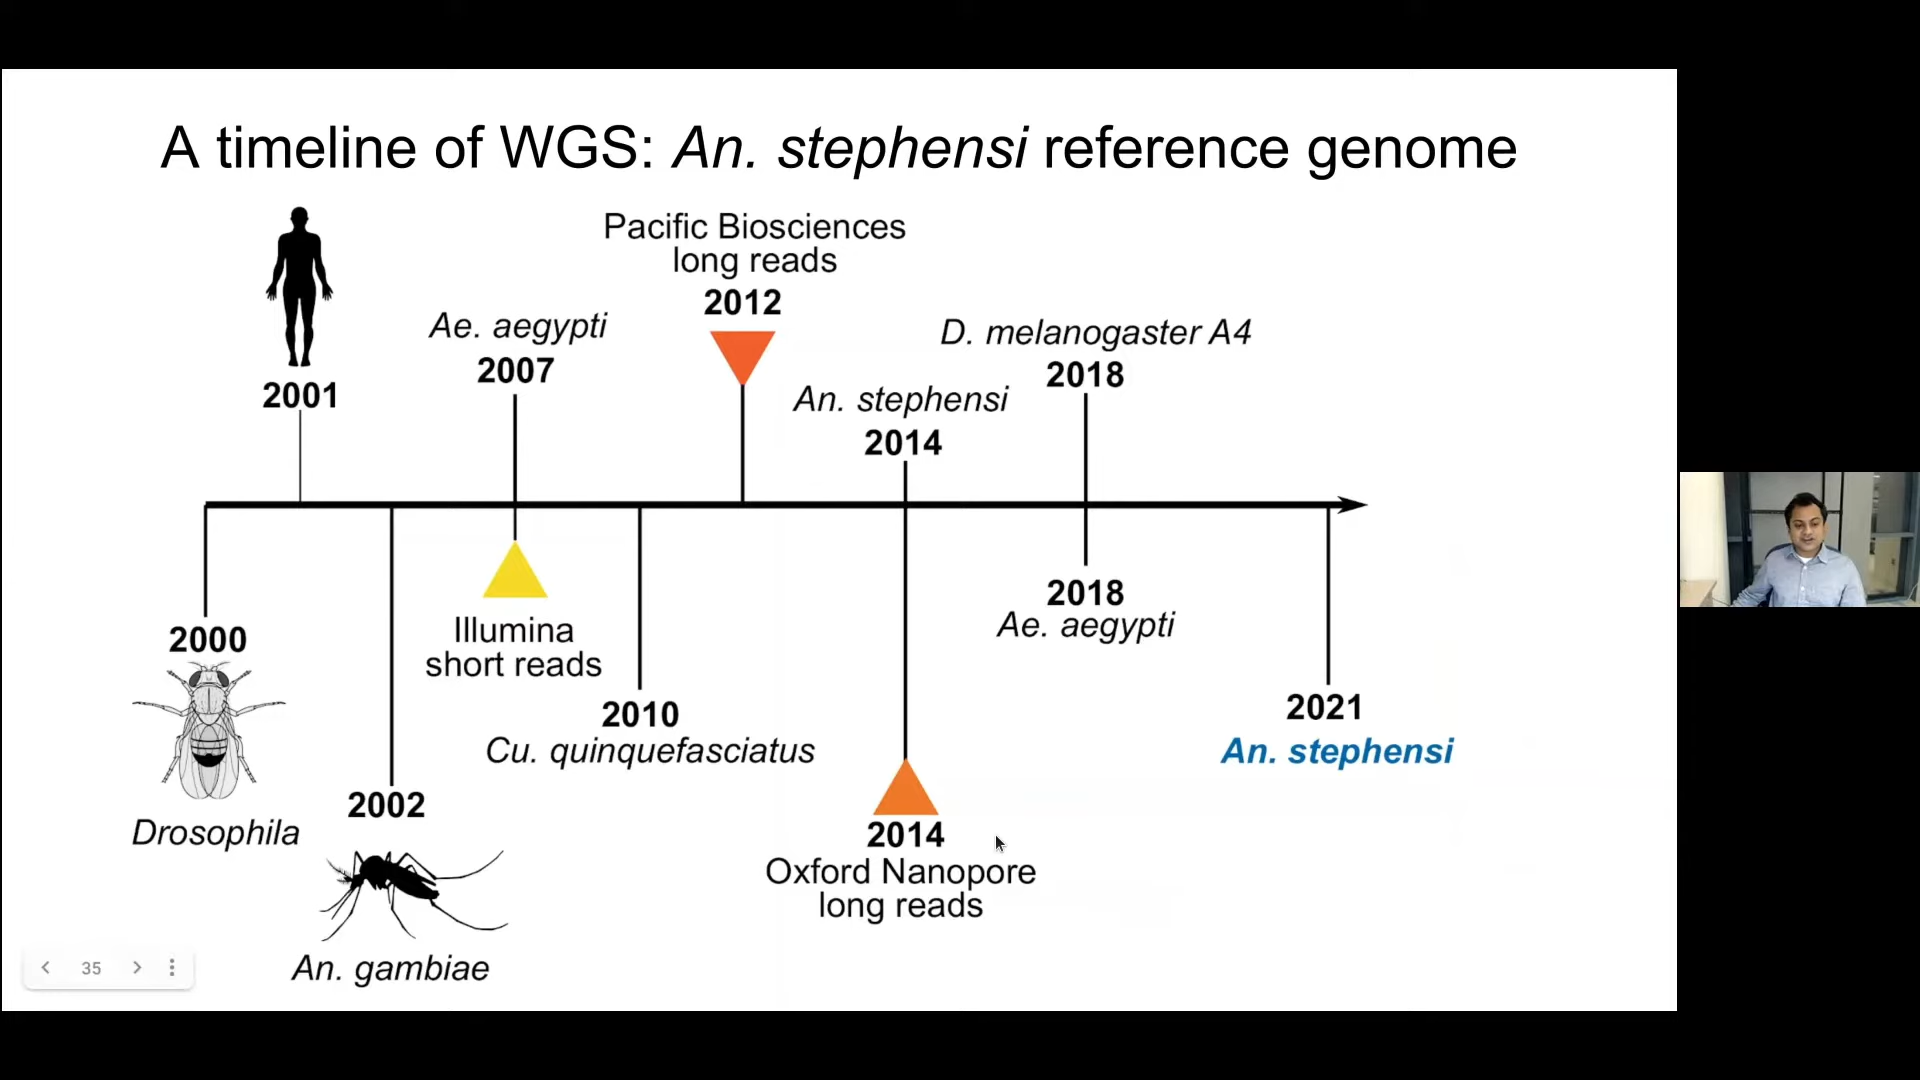 A timeline of WGS: An. stephensi reference genome
Pacific Biosciences
long reads
2012
Ae. aegypti
2007
D. melanogaster A4
2018
2001
An. stephensi
2014
2000
Drosophila
2002
An. gambiae
Illumina
short reads
2010
Cu. quinquefasciatus
2014
Oxford Nanopore
long reads
2018
Ae. aegypti
2021
An. stephensi
35